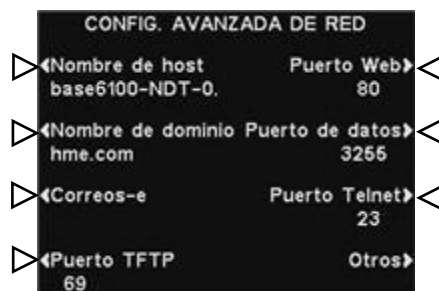 CONFIG. AVANZADA DE RED
Nombre de host Puerto Web
base6100-NDT-0. 80
Nombre de dominio Puerto de datos
hme.com 3255
Correos-e Puerto Telnet
23
Puerto TFTP Otros
69